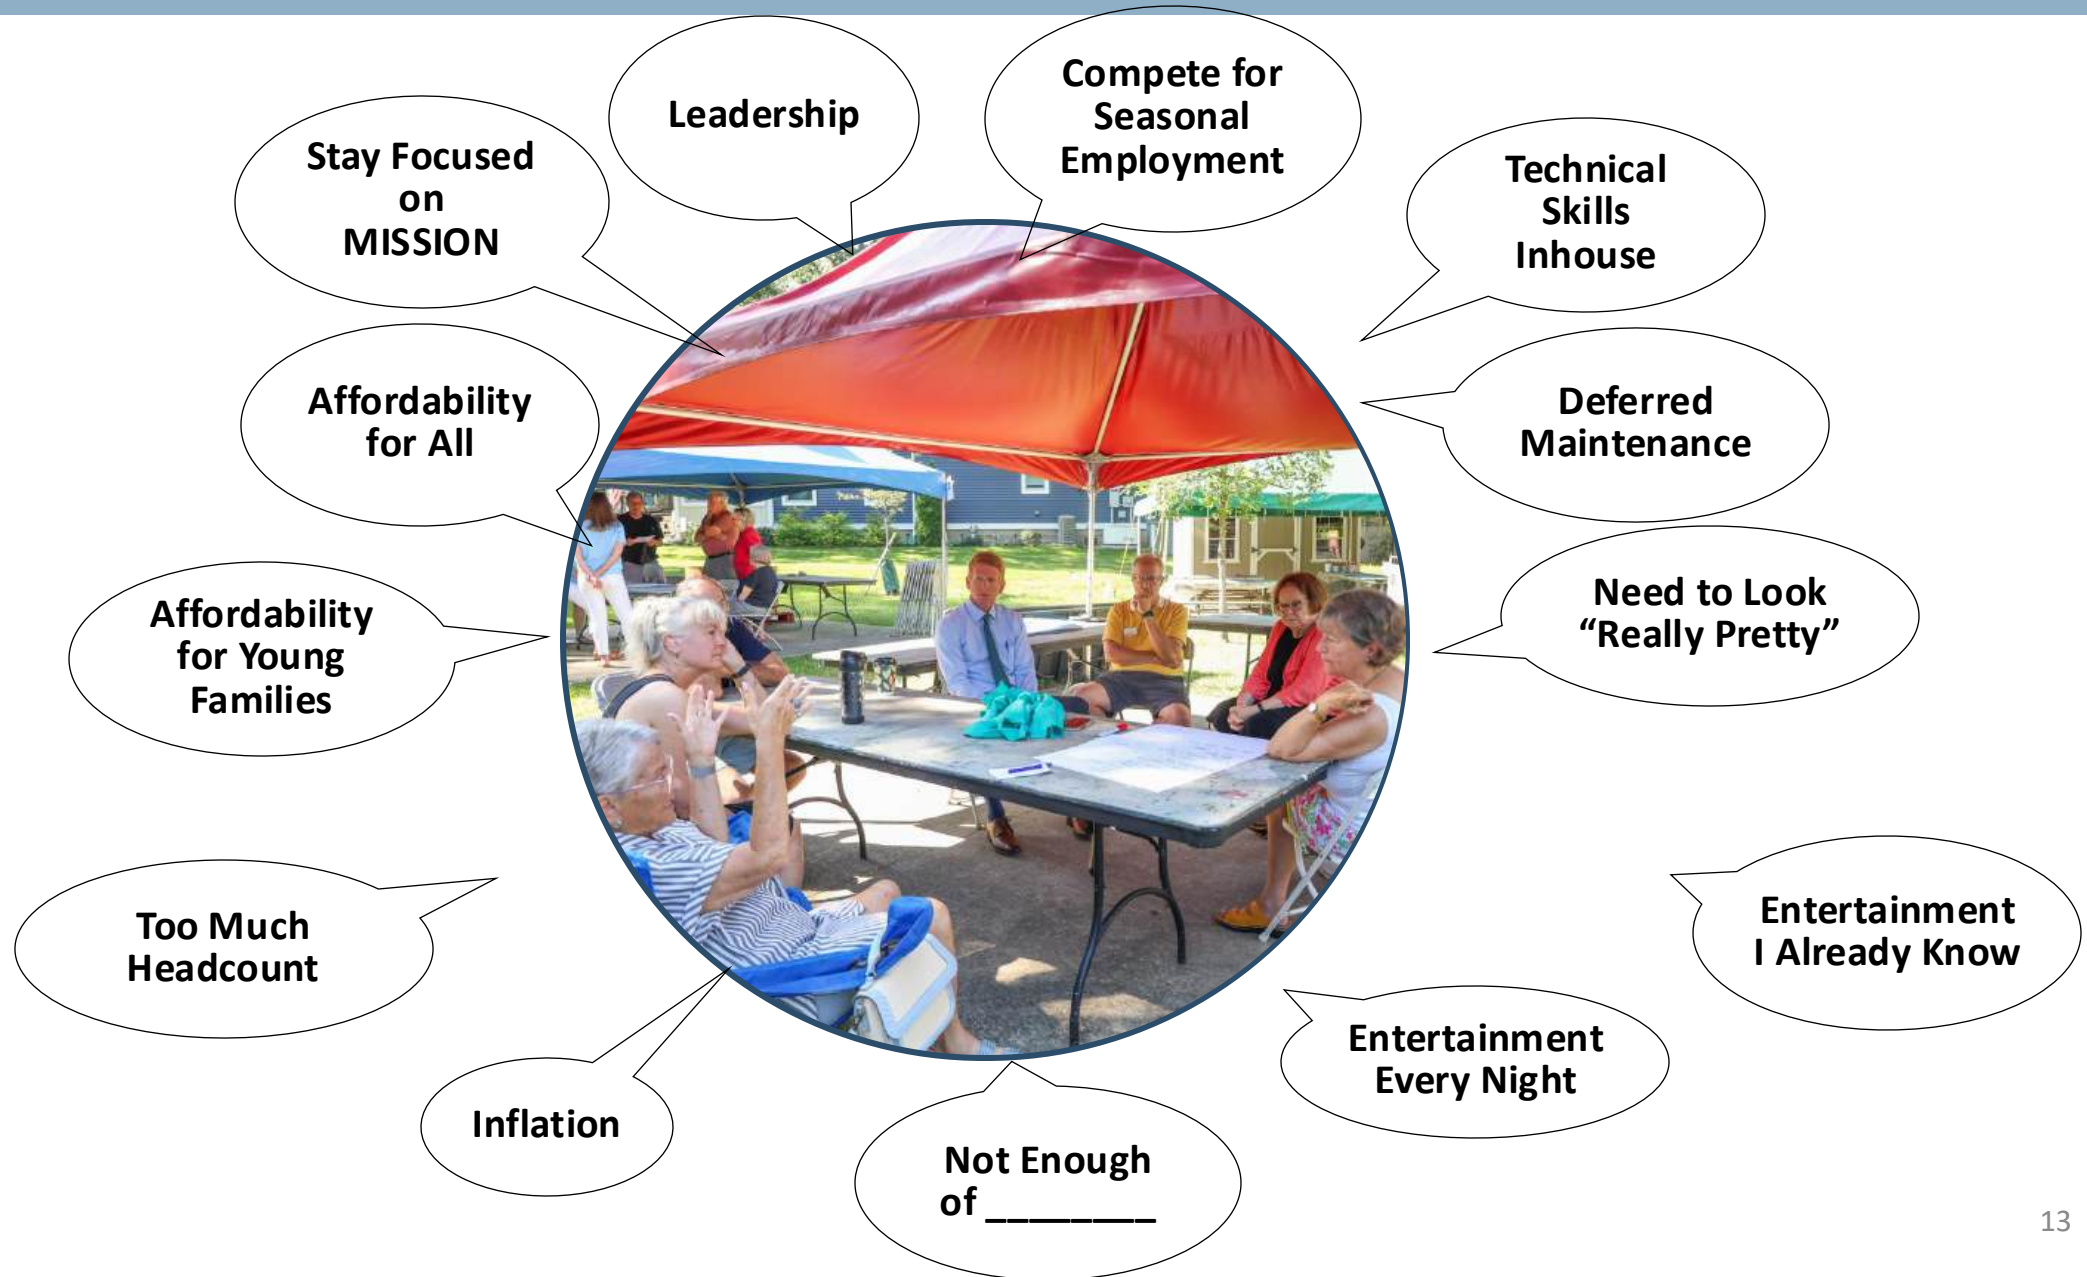 Leadership
Compete for
Seasonal
Employment
Stay Focused
on
MISSION
Technical
Skills
Inhouse
Affordability
for All
Deferred
Maintenance
Affordability
for Young
Families
Need to Look
“Really Pretty”
Too Much
Headcount
Entertainment
I Already Know
Entertainment
Every Night
Inflation
Not Enough
of ________
13